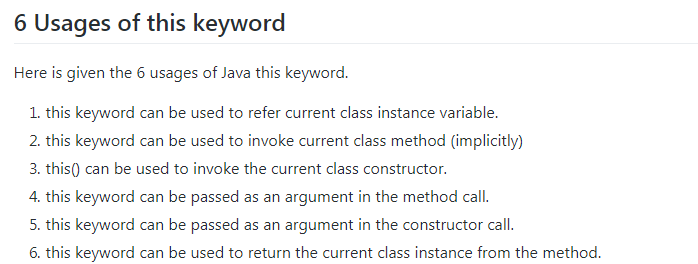 6 Usages of this keyword
Here is given the 6 usages of Java this keyword.
1. this keyword can be used to refer current class instance variable.
2. this keyword can be used to invoke current class method (implicitly)
3. this() can be used to invoke the current class constructor.
4. this keyword can be passed as an argument in the method call.
5. this keyword can be passed as an argument in the constructor call.
6. this keyword can be used to return the current class instance from the method.